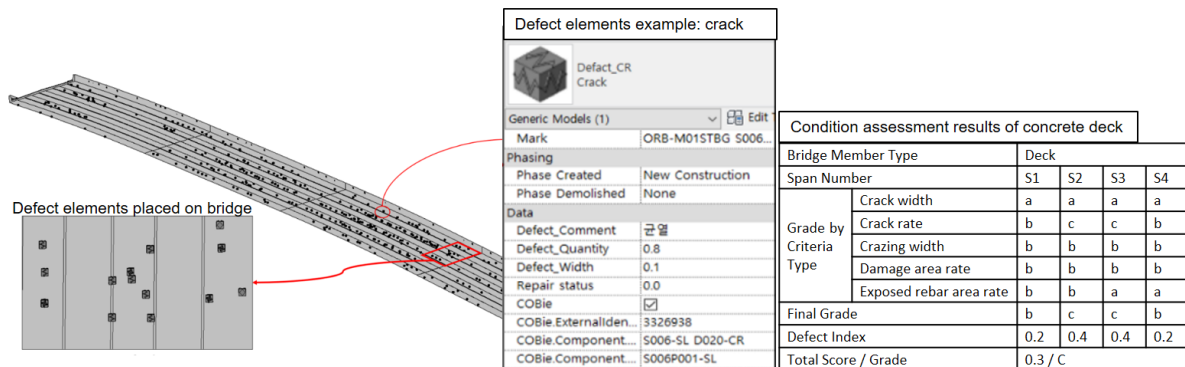 Defect elements example: crack
Defact_CR
Crack
Generic Models (1)
Edit
Mark ORB-M01STBG S006...
Phasing
Phase Created New Construction
Phase Demolished None
Data
Defect_Comment 균열
Defect_Quantity 0.8
Defect_Width 0.1
Repair status 0.0
COBie
COBie.ExternalIden... 3326938
COBie.Component.... S006-SL D020-CR
COBie.Component.... S006P001-SL
Defect elements placed on bridge
Condition assessment results of concrete deck
Bridge Member Type Deck
Span Number S1 S2 S3 S4
Grade by Criteria Type
Crack width a a a a
Crack rate b c c b
Crazing width b b b b
Damage area rate b b b b
Exposed rebar area rate b b a a
Final Grade b c c b
Defect Index 0.2 0.4 0.4 0.2
Total Score / Grade 0.3 / C